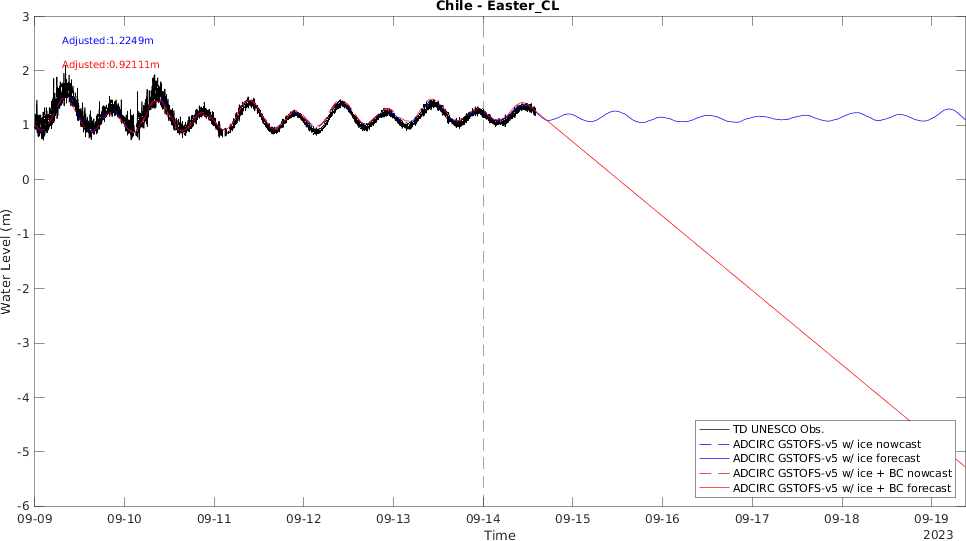 Chile - Easter_CL
Adjusted:1.2249m
Adjusted:0.92111m
Water Level (m)
3
2
1
0
-1
-2
-3
-4
-5
-6
TD UNESCO Obs.
ADCIRC GSTOFS-v5 w/ ice nowcast
ADCIRC GSTOFS-v5 w/ ice forecast
ADCIRC GSTOFS-v5 w/ ice + BC nowcast
ADCIRC GSTOFS-v5 w/ ice + BC forecast
09-09 09-10 09-11 09-12 09-13 09-14 09-15 09-16 09-17 09-18 09-19
Time
2023